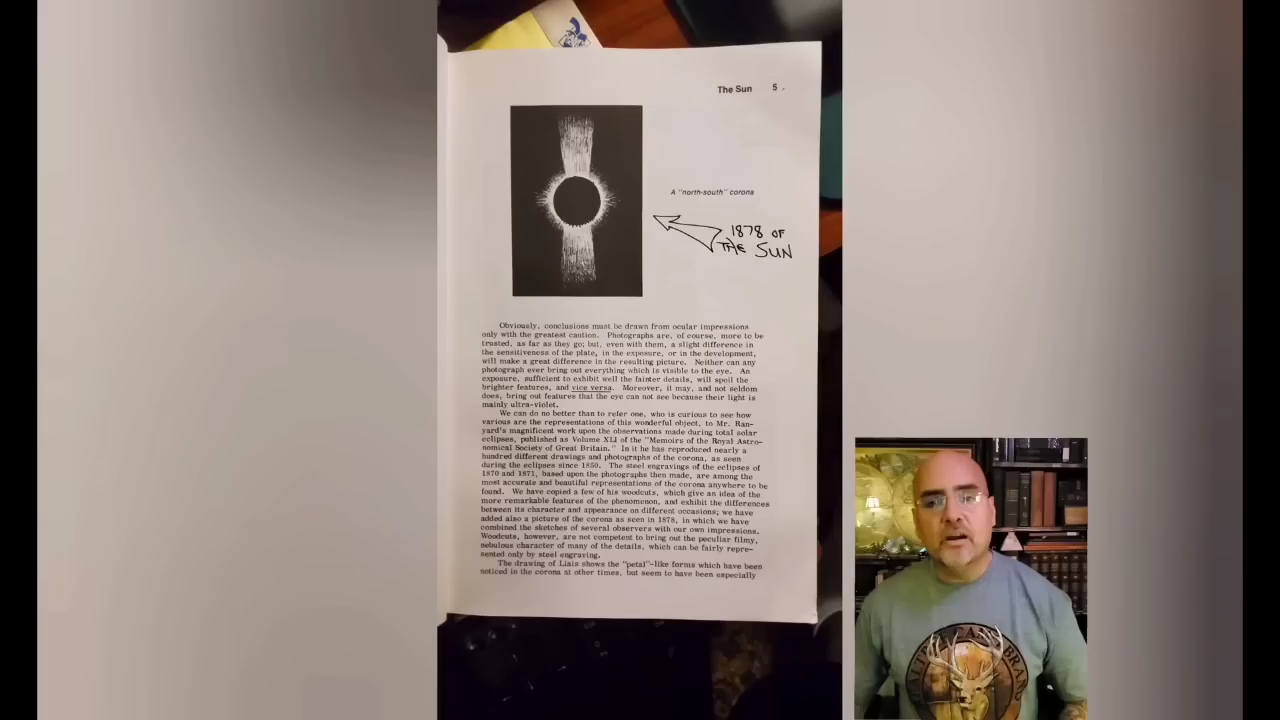 The Sun 5
A "north-south" corona
1878 OF
THE SUN
Obviously, conclusions must be drawn from ocular impressions
only with the greatest caution. Photographs are, of course, more to be
trusted, as far as they go; but, even with them, a slight difference in
the sensitiveness of the plate, in the exposure, or in the development,
will make a great difference in the resulting picture. Neither can any
photograph ever bring out everything which is visible to the eye. An
exposure, sufficient to exhibit well the fainter details, will spoil the
brighter features, and vice versa. Moreover, it may, and not seldom
does, bring out features that the eye can not see because their light is
mainly ultra-violet.
We can do no better than to refer one, who is curious to see how
various are the representations of this wonderful object, to Mr. Ran-
yard's magnificent work upon the observations made during total solar
eclipses, published as Volume XLI of the "Memoirs of the Royal Astro-
nomical Society of Great Britain." In it he has reproduced nearly a
hundred different drawings and photographs of the corona, as seen
during the eclipses since 1850. The steel engravings of the eclipses of
1870 and 1871, based upon the photographs then made, are among the
most accurate and beautiful representations of the corona anywhere to be
found. We have copied a few of his woodcuts, which give an idea of the
more remarkable features of the phenomenon, and exhibit the differences
between its character and appearance on different occasions; we have
added also a picture of the corona as seen in 1878, in which we have
combined the sketches of several observers with our own impressions.
Woodcuts, however, are not competent to bring out the peculiar filmy,
nebulous character of many of the details, which can be fairly repre-
sented only by steel engraving.
The drawing of Liais shows the "petal"-like forms which have been
noticed in the corona at other times, but seem to have been especially